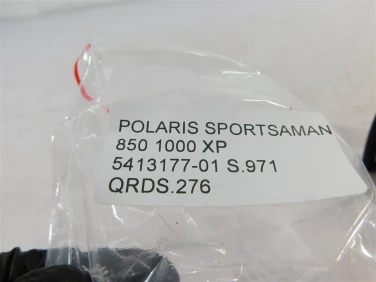 POLARIS SPORTSAMAN
850 1000 XP
5413177-01 S.971
QRDS.276